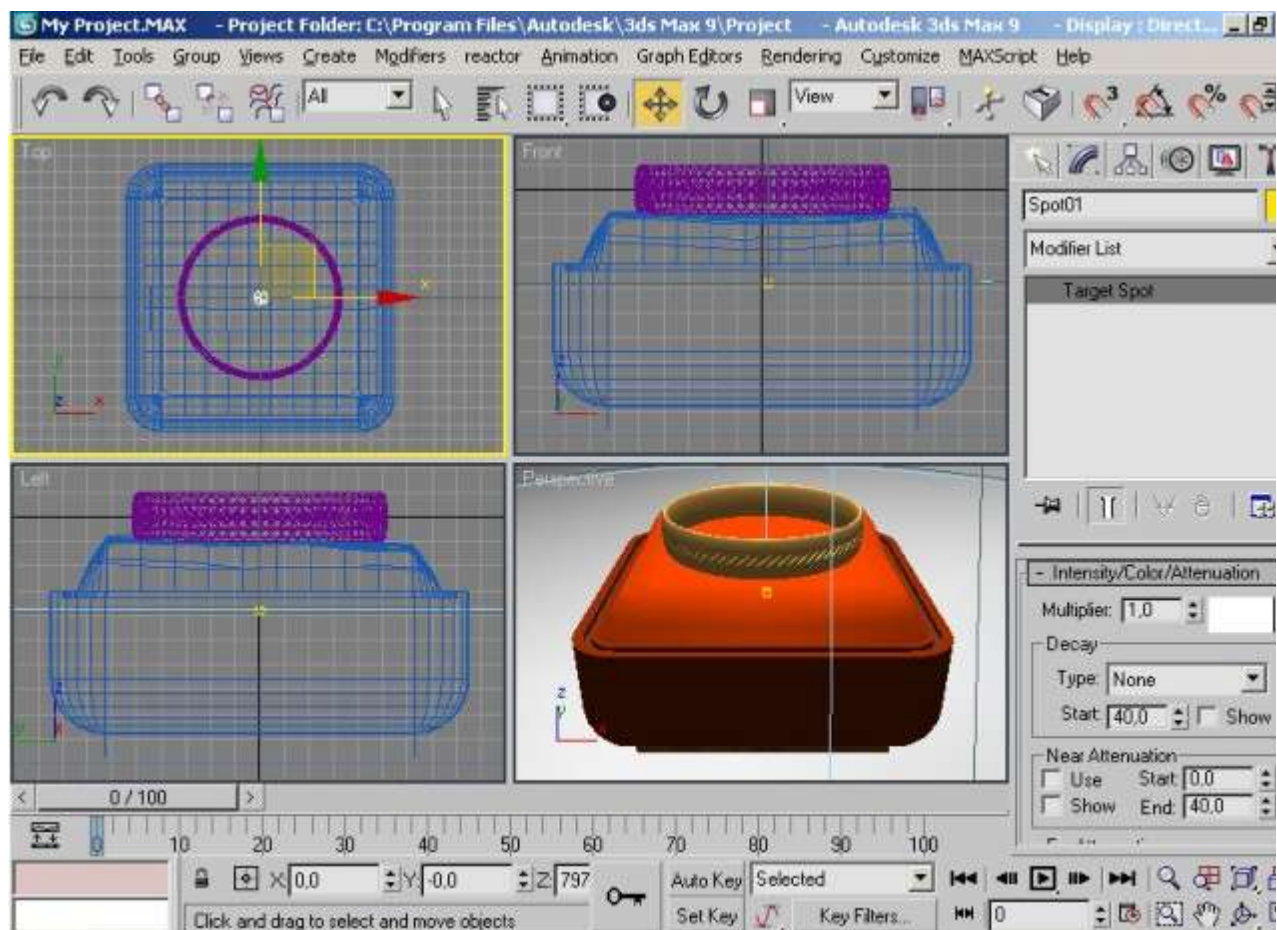 My Project.MAX - Project Folder: C:\Program Files\Autodesk\3ds Max 9\Project - Autodesk 3ds Max 9 - Display : Direct...
File Edit Tools Group Views Create Modifiers reactor Animation Graph Editors Rendering Customize MAXScript Help
All View 3 %
Top Front
Spot01
Modifier List
Target Spot
Left Perspective
- Intensity/Color/Attenuation
Multiplier: 1,0
Decay
Type: None
Start: 40,0 Show
Near Attenuation
Use Start: 0,0
Show End: 40,0
< 0 / 100 >
0 10 20 30 40 50 60 70 80 90 100
X: 0,0 Y: -0,0 Z: 797 Auto Key Selected
Click and drag to select and move objects Set Key Key Filters... 0